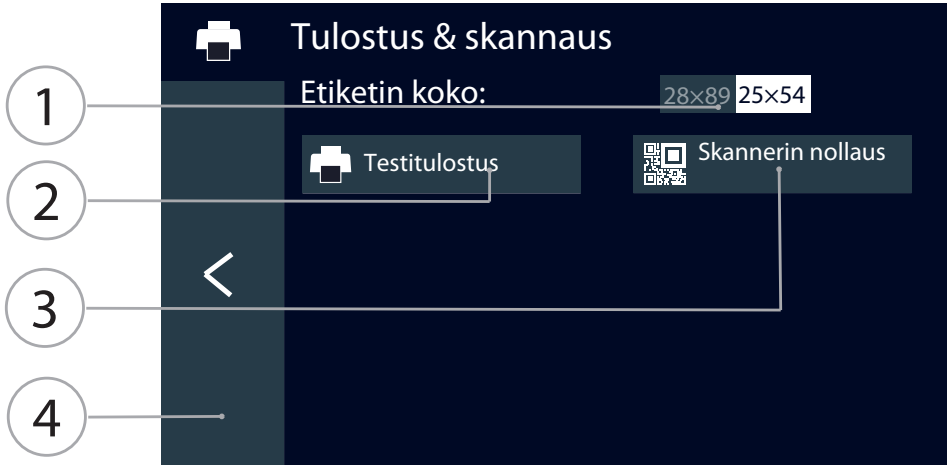 Tulostus & skannaus
1
Etiketin koko:
28×89 25×54
2
Testitulostus
Skannerin nollaus
3
4